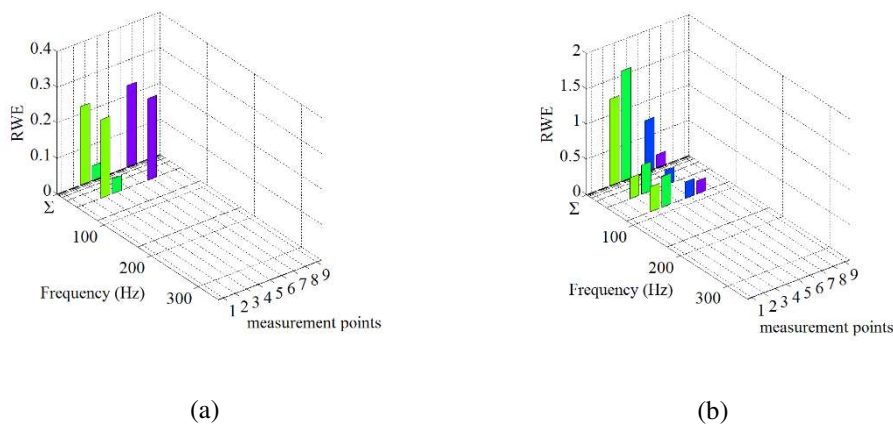 0.4
0.3
0.2
0.1
0
RWE
Σ
100
200
300
Frequency (Hz)
1 2 3 4 5 6 7 8 9
measurement points
(a)
2
1.5
1
0.5
0
RWE
Σ
100
200
300
Frequency (Hz)
1 2 3 4 5 6 7 8 9
measurement points
(b)